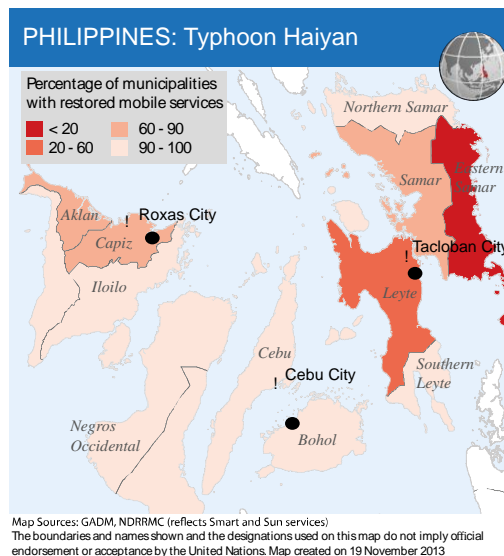 PHILIPPINES: Typhoon Haiyan
Percentage of municipalities
with restored mobile services
< 20
60 - 90
20 - 60
90 - 100
Northern Samar
Eastern
Samar
Samar
Aklan
! Roxas City
Capiz
Tacloban City
!
Iloilo
Leyte
Cebu
Southern
Leyte
! Cebu City
Negros
Occidental
Bohol
Map Sources: GADM, NDRRMC (reflects Smart and Sun services)
The boundaries and names shown and the designations used on this map do not imply official
endorsement or acceptance by the United Nations. Map created on 19 November 2013